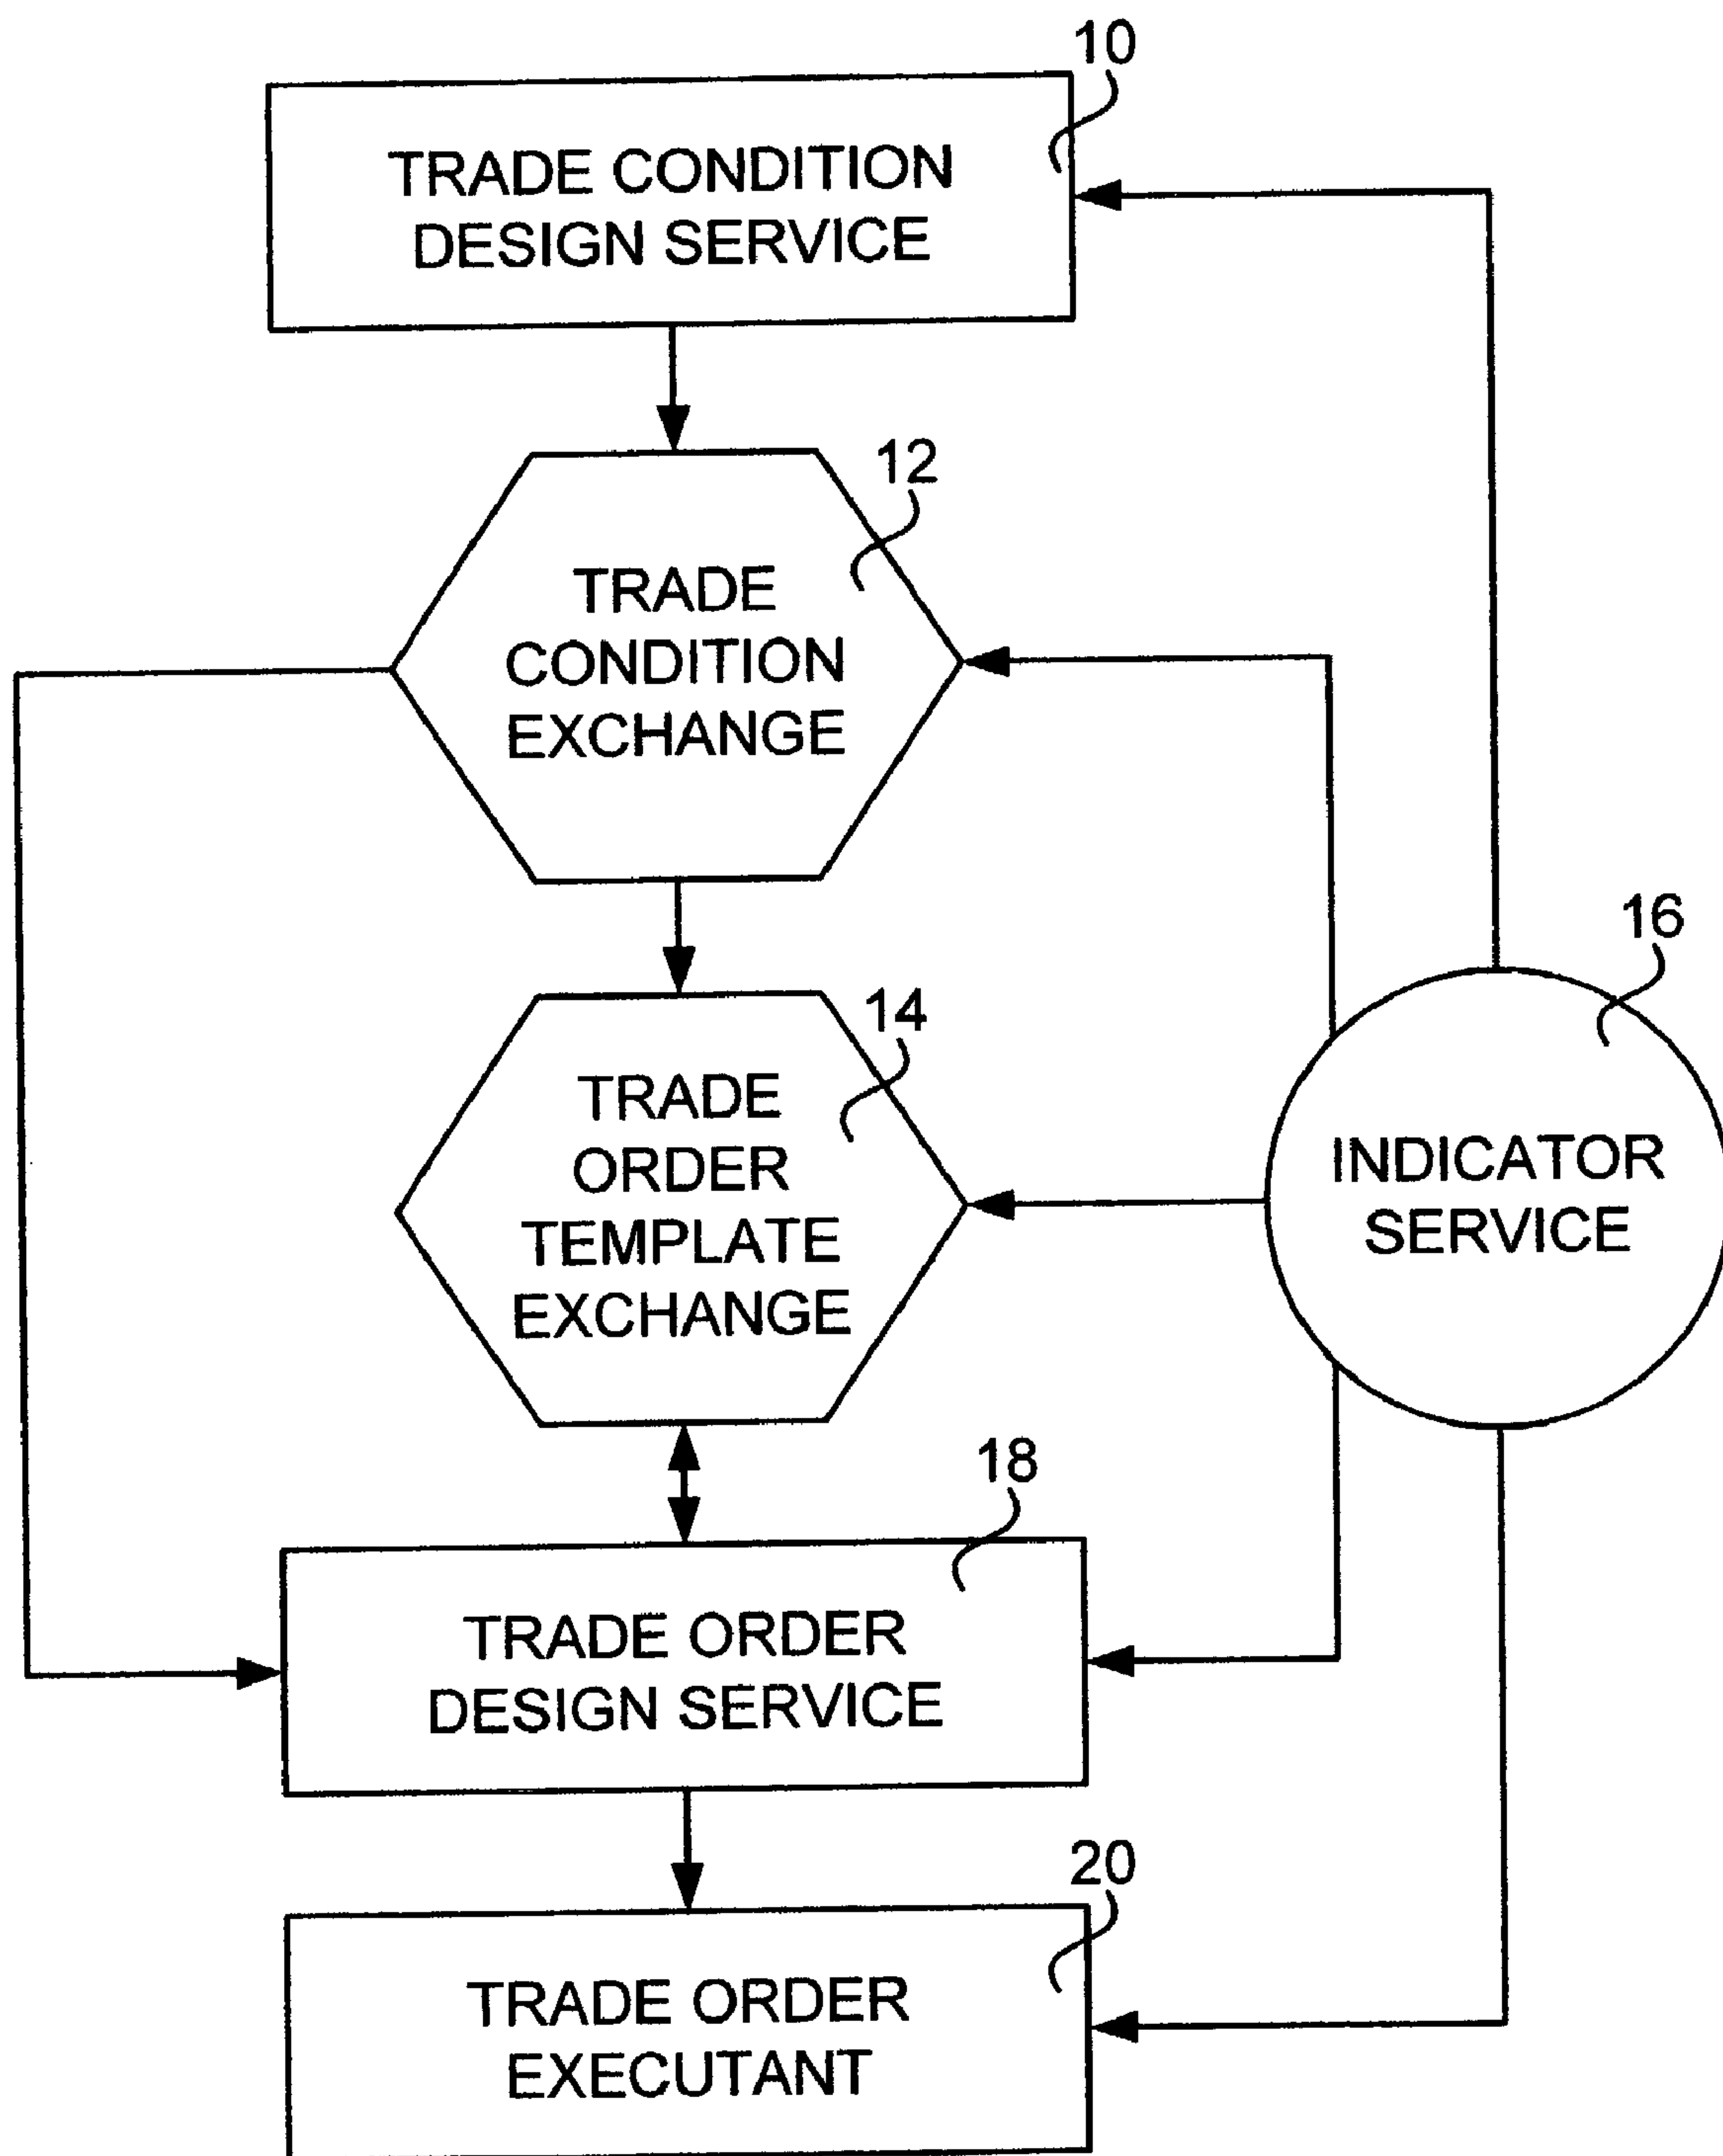 10
TRADE CONDITION
DESIGN SERVICE
12
TRADE
CONDITION
EXCHANGE
16
14
TRADE
ORDER
TEMPLATE
EXCHANGE
INDICATOR
SERVICE
18
TRADE ORDER
DESIGN SERVICE
20
TRADE ORDER
EXECUTANT